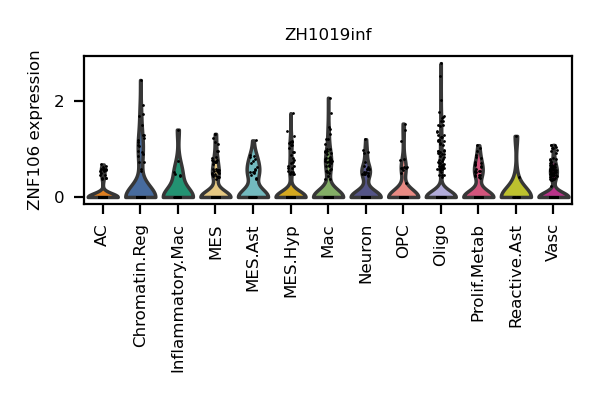 ZH1019inf
ZNF106 expression
2
0
AC
Chromatin.Reg
Inflammatory.Mac
MES
MES.Ast
MES.Hyp
Mac
Neuron
OPC
Oligo
Prolif.Metab
Reactive.Ast
Vasc